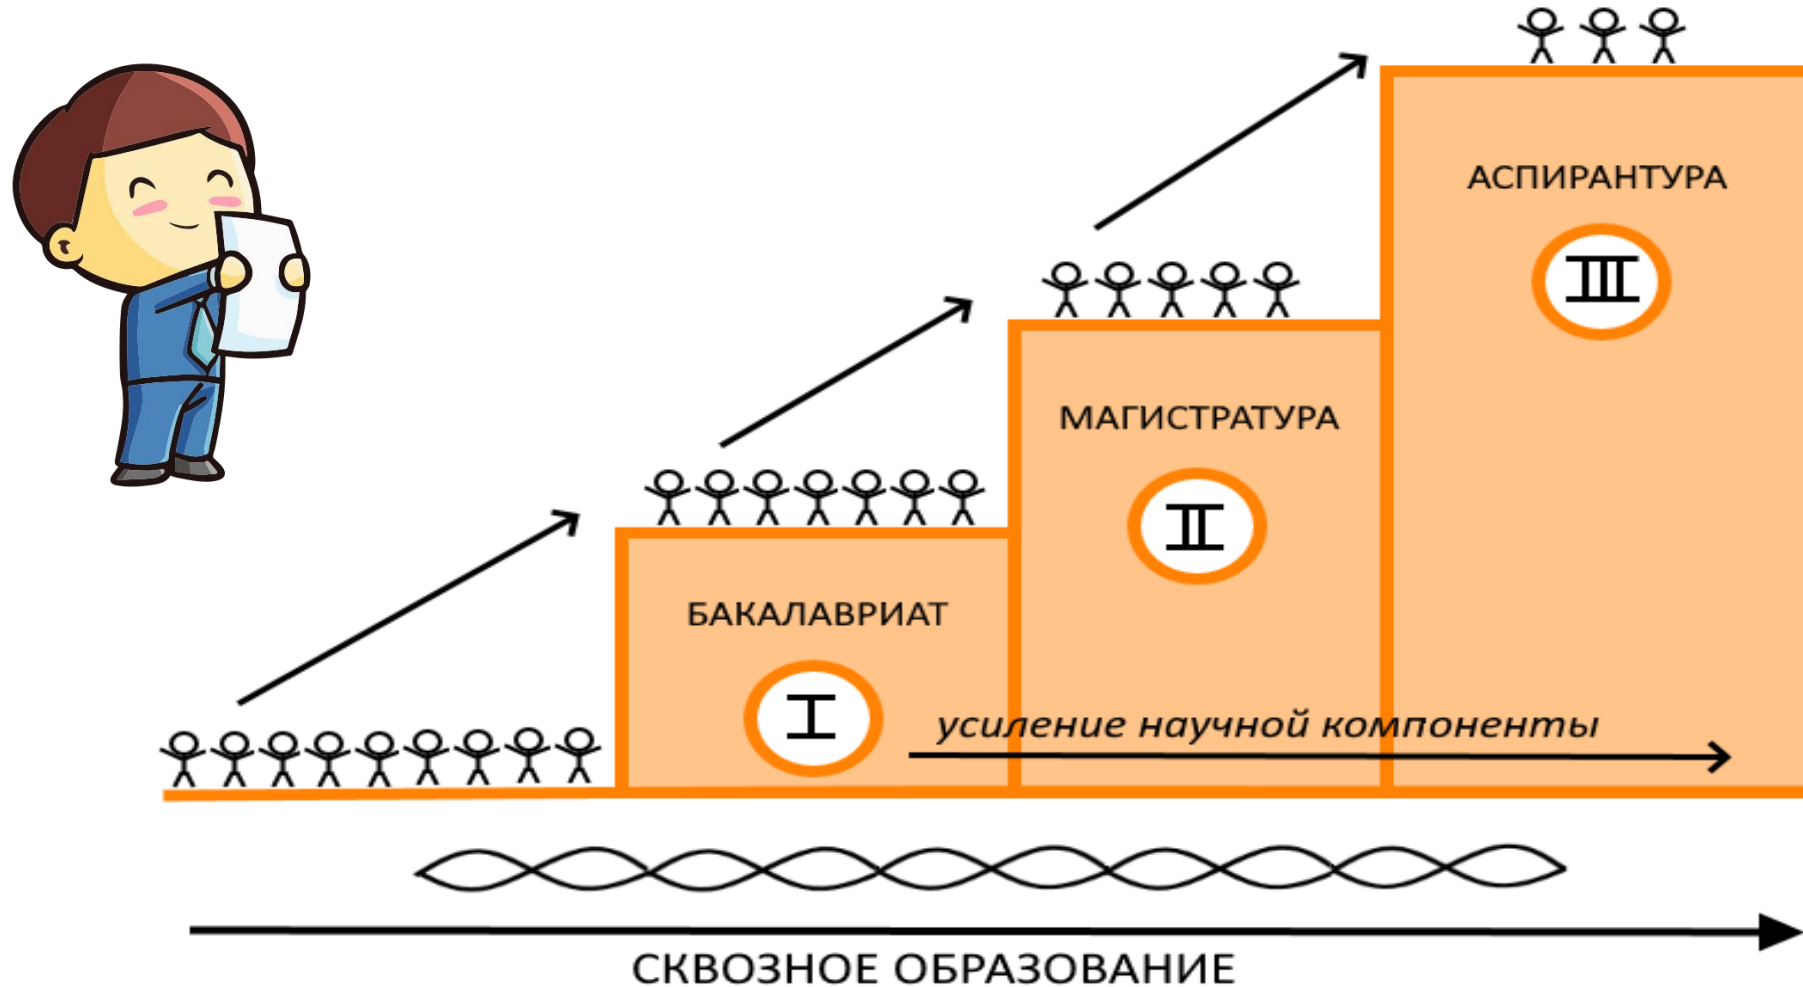 АСПИРАНТУРА
III
МАГИСТРАТУРА
II
БАКАЛАВРИАТ
I
усиление научной компоненты
СКВОЗНОЕ ОБРАЗОВАНИЕ